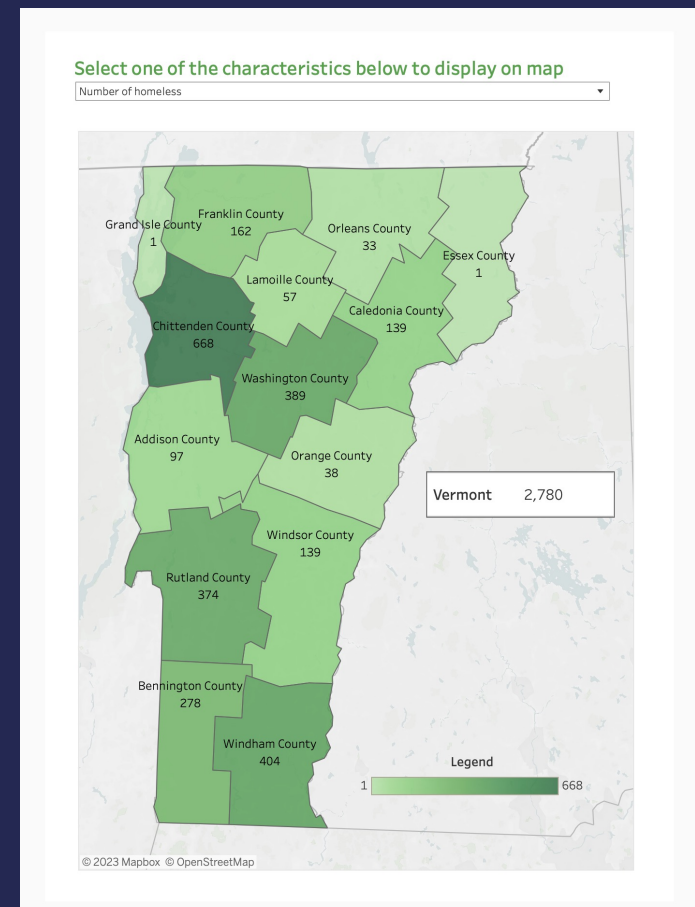 Select one of the characteristics below to display on map
Number of homeless
Grand Isle County
1
Franklin County
162
Orleans County
33
Essex County
1
Lamoille County
57
Caledonia County
139
Chittenden County
668
Washington County
389
Addison County
97
Orange County
38
Vermont 2,780
Windsor County
139
Rutland County
374
Bennington County
278
Windham County
404
Legend
1 668
© 2023 Mapbox © OpenStreetMap